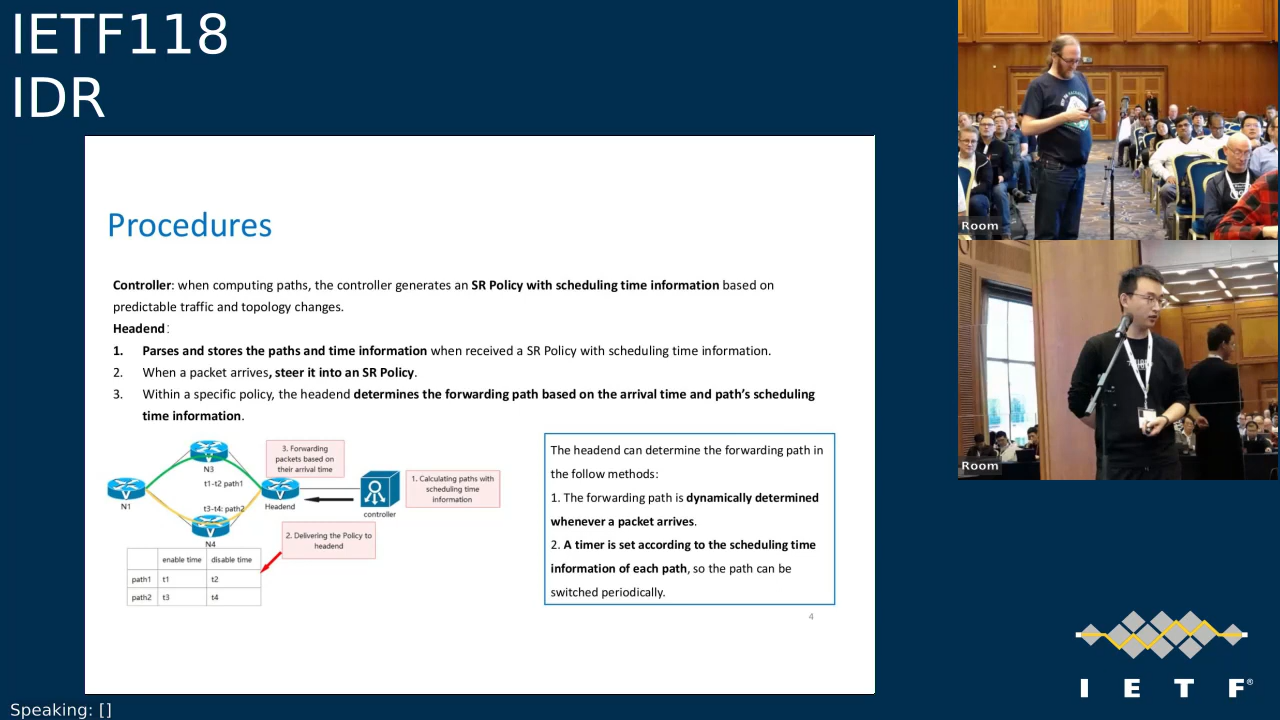 IETF118
IDR
Procedures
Controller: when computing paths, the controller generates an SR Policy with scheduling time information based on
predictable traffic and topology changes.
Headend:
1. Parses and stores the paths and time information when received a SR Policy with scheduling time information.
2. When a packet arrives, steer it into an SR Policy.
3. Within a specific policy, the headend determines the forwarding path based on the arrival time and path's scheduling
time information.
N1
N3
N4
t1-t2 path1
t3-t4: path2
Headend
controller
3. Forwarding
packets based on
their arrival time
1. Calculating paths with
scheduling time
information
2. Delivering the Policy to
headend
enable time disable time
path1 t1 t2
path2 t3 t4
The headend can determine the forwarding path in
the follow methods:
1. The forwarding path is dynamically determined
whenever a packet arrives.
2. A timer is set according to the scheduling time
information of each path, so the path can be
switched periodically.
4
Room
Room
I E T F®
Speaking: []